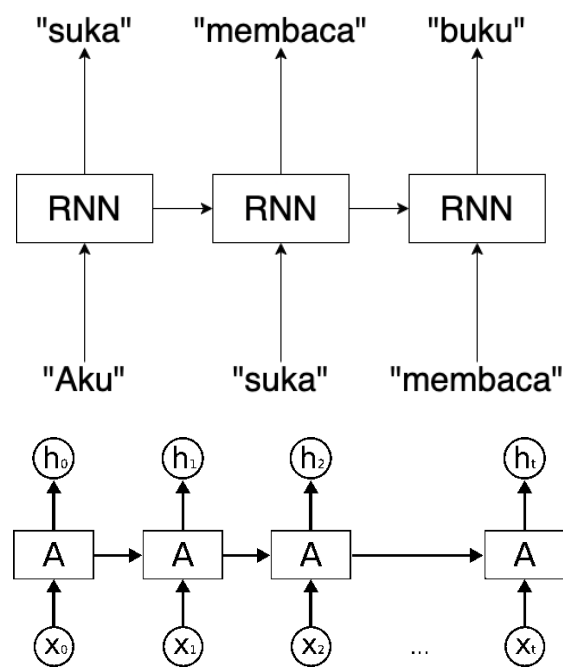 "suka" "membaca" "buku"
RNN RNN RNN
"Aku" "suka" "membaca"
h₀ h₁ h₂ hₜ
A A A A
x₀ x₁ x₂ ... xₜ